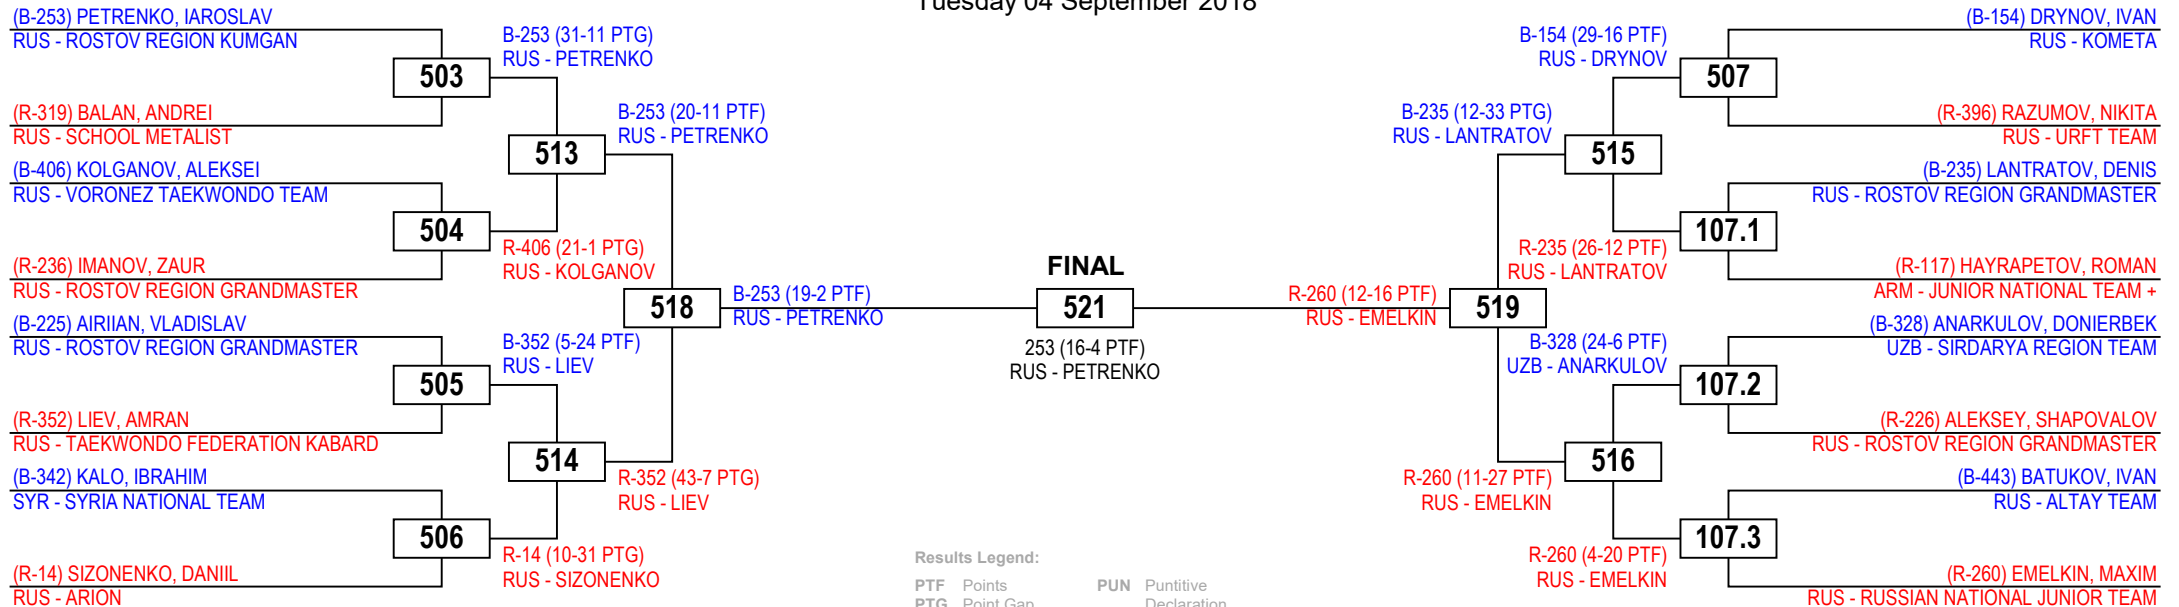 Tuesday 04 September 2018
(B-253) PETRENKO, IAROSLAV
RUS - ROSTOV REGION KUMGAN
503
(R-319) BALAN, ANDREI
RUS - SCHOOL METALIST
(B-406) KOLGANOV, ALEKSEI
RUS - VORONEZ TAEKWONDO TEAM
504
(R-236) IMANOV, ZAUR
RUS - ROSTOV REGION GRANDMASTER
(B-225) AIRIIAN, VLADISLAV
RUS - ROSTOV REGION GRANDMASTER
505
(R-352) LIEV, AMRAN
RUS - TAEKWONDO FEDERATION KABARD
(B-342) KALO, IBRAHIM
SYR - SYRIA NATIONAL TEAM
506
(R-14) SIZONENKO, DANIIL
RUS - ARION
B-253 (31-11 PTG)
RUS - PETRENKO
513
R-406 (21-1 PTG)
RUS - KOLGANOV
B-352 (5-24 PTF)
RUS - LIEV
514
R-14 (10-31 PTG)
RUS - SIZONENKO
B-253 (20-11 PTF)
RUS - PETRENKO
518
R-352 (43-7 PTG)
RUS - LIEV
B-253 (19-2 PTF)
RUS - PETRENKO
FINAL
521
253 (16-4 PTF)
RUS - PETRENKO
R-260 (12-16 PTF)
RUS - EMELKIN
B-235 (12-33 PTG)
RUS - LANTRATOV
519
R-260 (11-27 PTF)
RUS - EMELKIN
B-154 (29-16 PTF)
RUS - DRYNOV
515
R-235 (26-12 PTF)
RUS - LANTRATOV
B-328 (24-6 PTF)
UZB - ANARKULOV
516
R-260 (4-20 PTF)
RUS - EMELKIN
(B-154) DRYNOV, IVAN
RUS - KOMETA
507
(R-396) RAZUMOV, NIKITA
RUS - URFT TEAM
(B-235) LANTRATOV, DENIS
RUS - ROSTOV REGION GRANDMASTER
107.1
(R-117) HAYRAPETOV, ROMAN
ARM - JUNIOR NATIONAL TEAM +
(B-328) ANARKULOV, DONIERBEK
UZB - SIRDARYA REGION TEAM
107.2
(R-226) ALEKSEY, SHAPOVALOV
RUS - ROSTOV REGION GRANDMASTER
(B-443) BATUKOV, IVAN
RUS - ALTAY TEAM
107.3
(R-260) EMELKIN, MAXIM
RUS - RUSSIAN NATIONAL JUNIOR TEAM
Results Legend:
PTF Points PUN Puntitive
PTG Point Gap Declaration